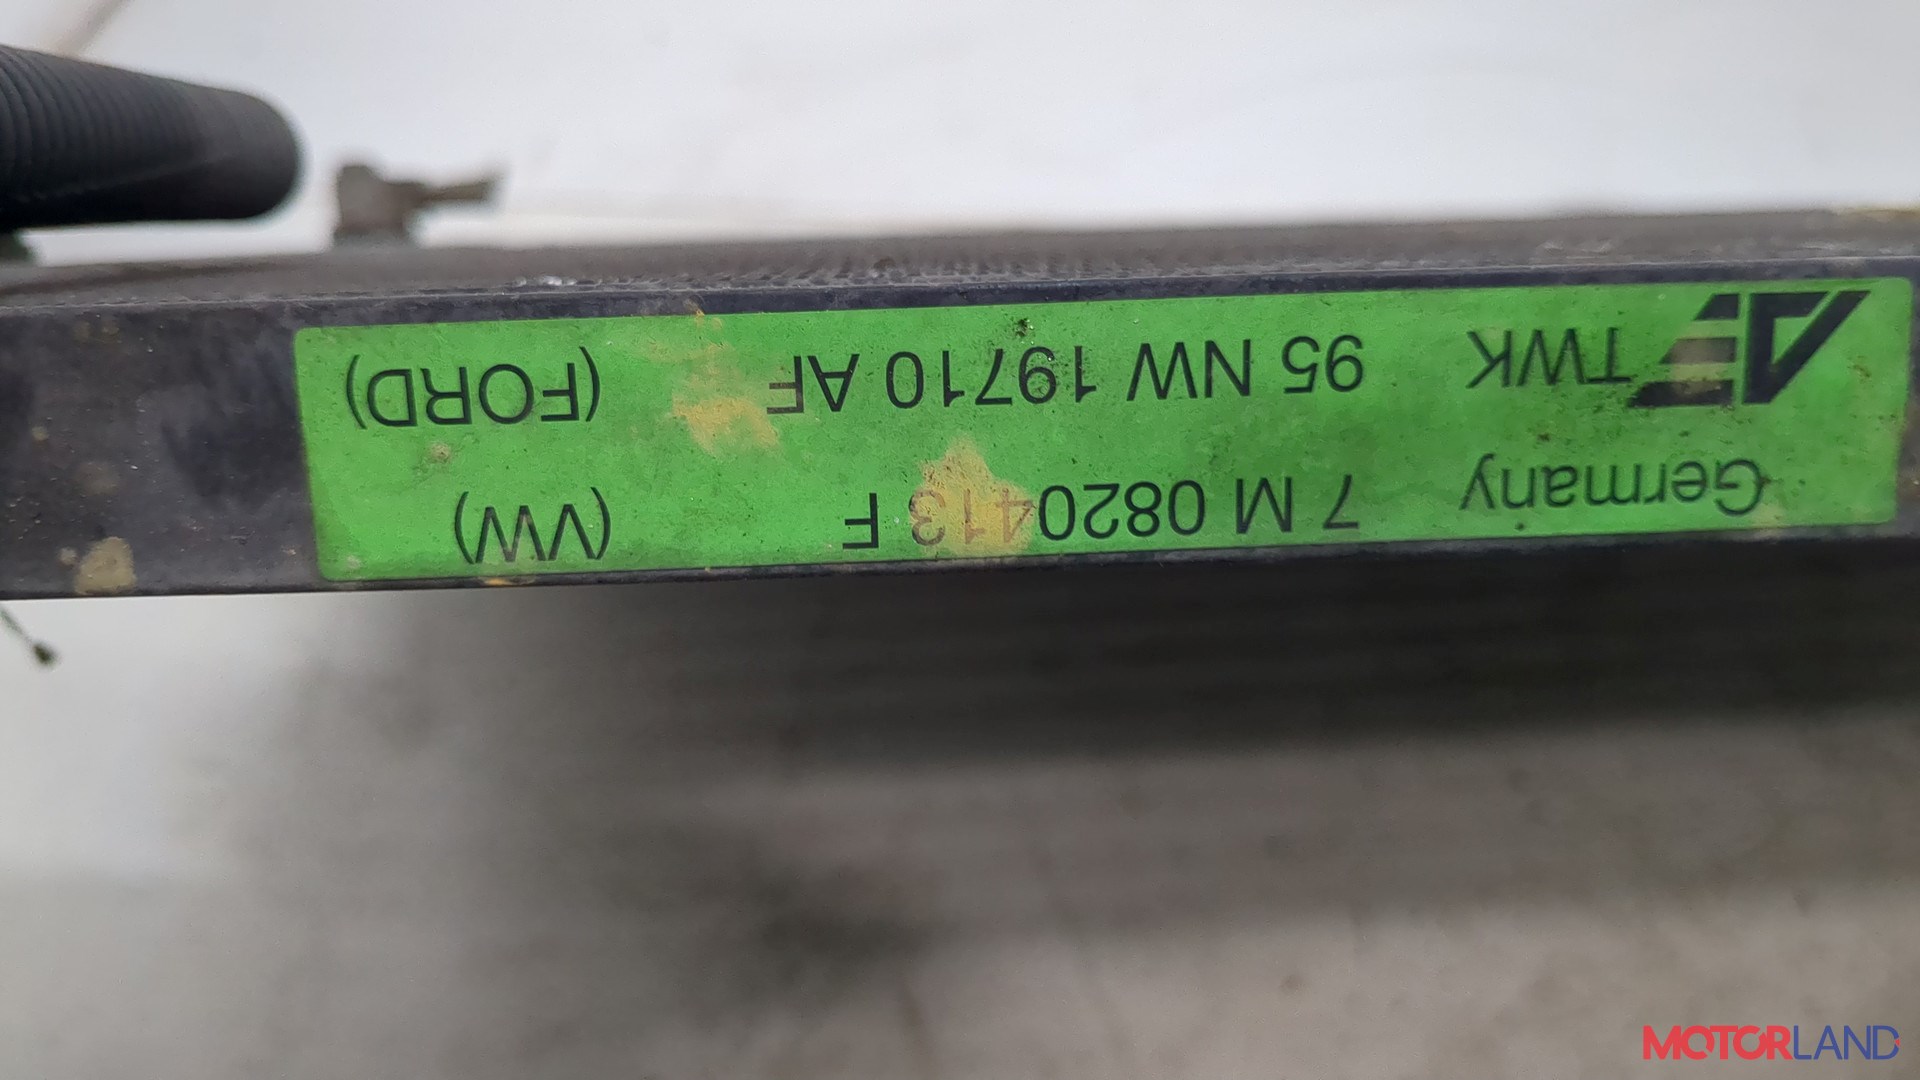 Germany 7 M 0820413 F (VW)
TWK 95 NW 19710 AF (FORD)
MOTORLAND